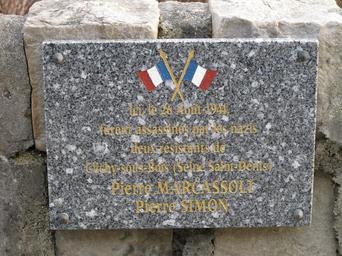 Ici, le 26 Août 1944
furent assassinés par les nazis
deux résistants de
Clichy-sous-Bois (Seine Saint-Denis)
Pierre MARCASSOLI
Pierre SIMON